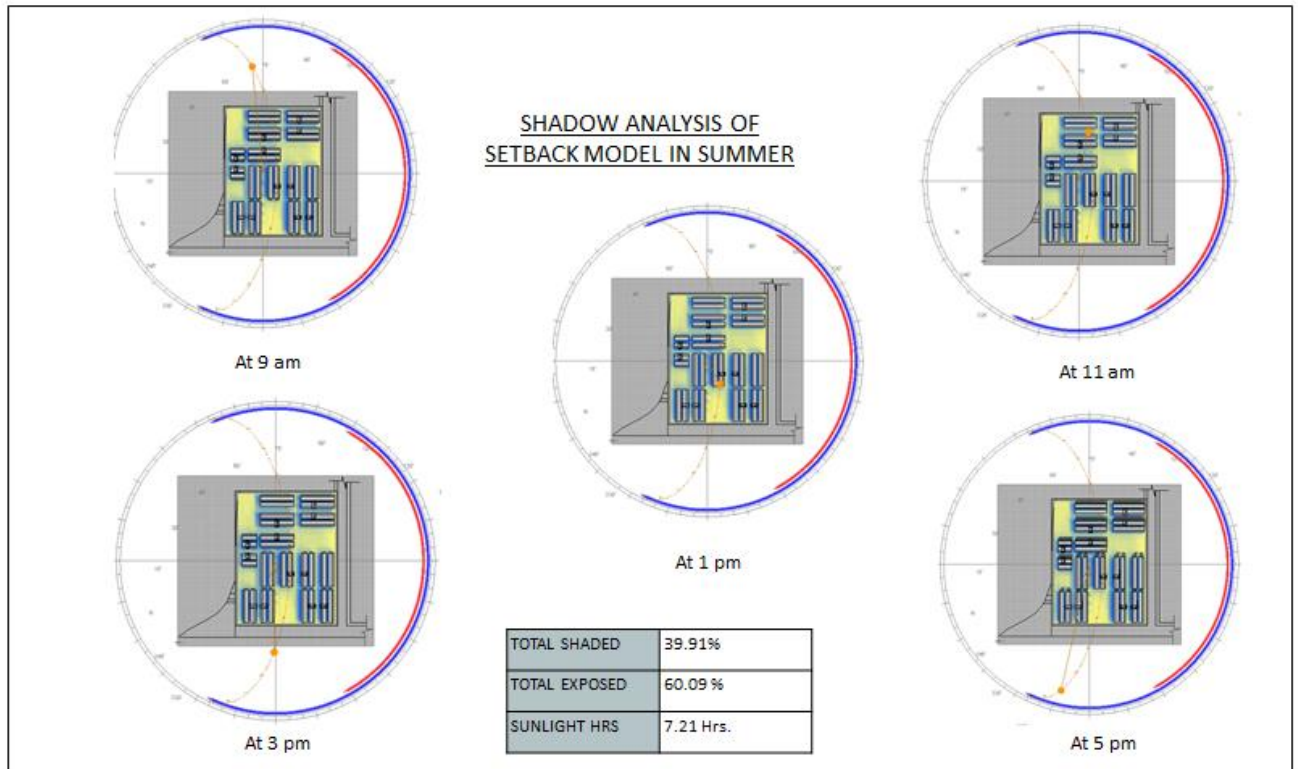 SHADOW ANALYSIS OF
SETBACK MODEL IN SUMMER
At 9 am
At 11 am
At 1 pm
At 3 pm
At 5 pm
TOTAL SHADED 39.91%
TOTAL EXPOSED 60.09 %
SUNLIGHT HRS 7.21 Hrs.